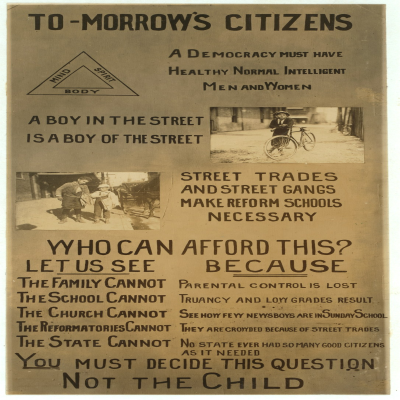 TO-MORROW'S CITIZENS
MIND SPIRIT
BODY
A DEMOCRACY MUST HAVE
HEALTHY NORMAL INTELLIGENT
MEN AND WOMEN
A BOY IN THE STREET
IS A BOY OF THE STREET
STREET TRADES
AND STREET GANGS
MAKE REFORM SCHOOLS
NECESSARY
WHO CAN AFFORD THIS?
LET US SEE BECAUSE
THE FAMILY CANNOT PARENTAL CONTROL IS LOST
THE SCHOOL CANNOT TRUANCY AND LOW GRADES RESULT
THE CHURCH CANNOT SEE HOW FEW NEWSBOYS ARE IN SUNDAY SCHOOL
THE REFORMATORIES CANNOT THEY ARE CROWDED BECAUSE OF STREET TRADES
THE STATE CANNOT NO STATE EVER HAD SO MANY GOOD CITIZENS
AS IT NEEDED
YOU MUST DECIDE THIS QUESTION
NOT THE CHILD